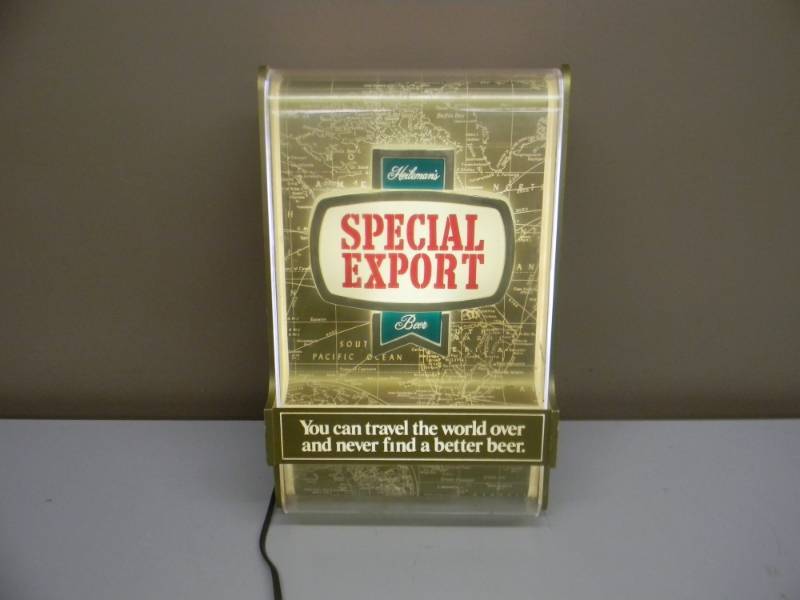 Heileman's
SPECIAL
EXPORT
Beer
SOUT
PACIFIC OCEAN
You can travel the world over
and never find a better beer.